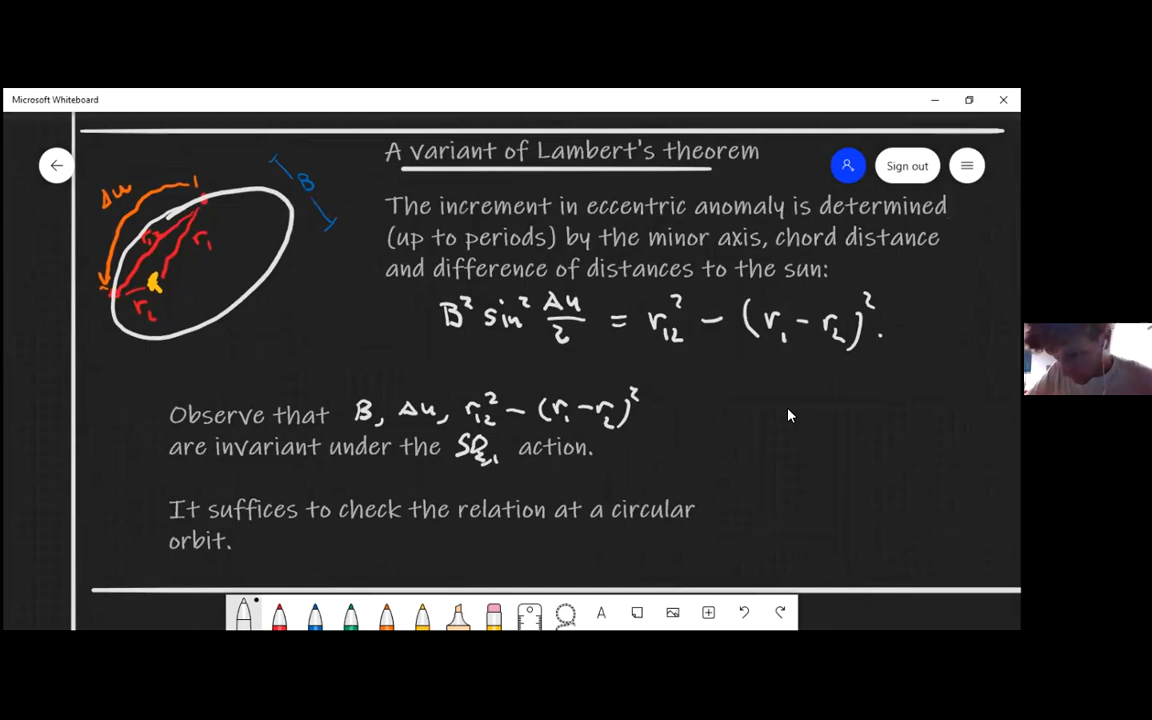 Microsoft Whiteboard
A variant of Lambert's theorem
Sign out
Δu
B
r₁₂
r₁
r₂
The increment in eccentric anomaly is determined
(up to periods) by the minor axis, chord distance
and difference of distances to the sun:
B² sin² Δu/2 = r₁₂² − (r₁ − r₂)².
Observe that B, Δu, r₁₂² − (r₁ − r₂)²
are invariant under the SO₂,₁ action.
It suffices to check the relation at a circular
orbit.
A